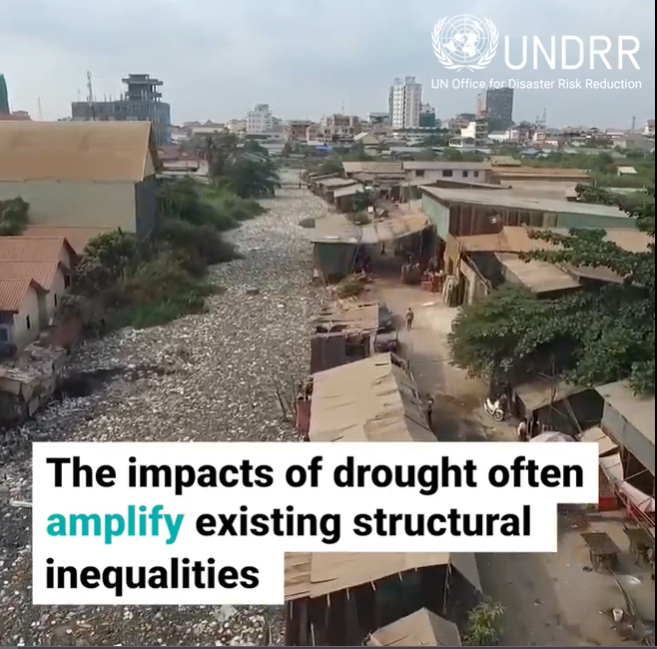 UNDRR
UN Office for Disaster Risk Reduction
The impacts of drought often
amplify existing structural
inequalities